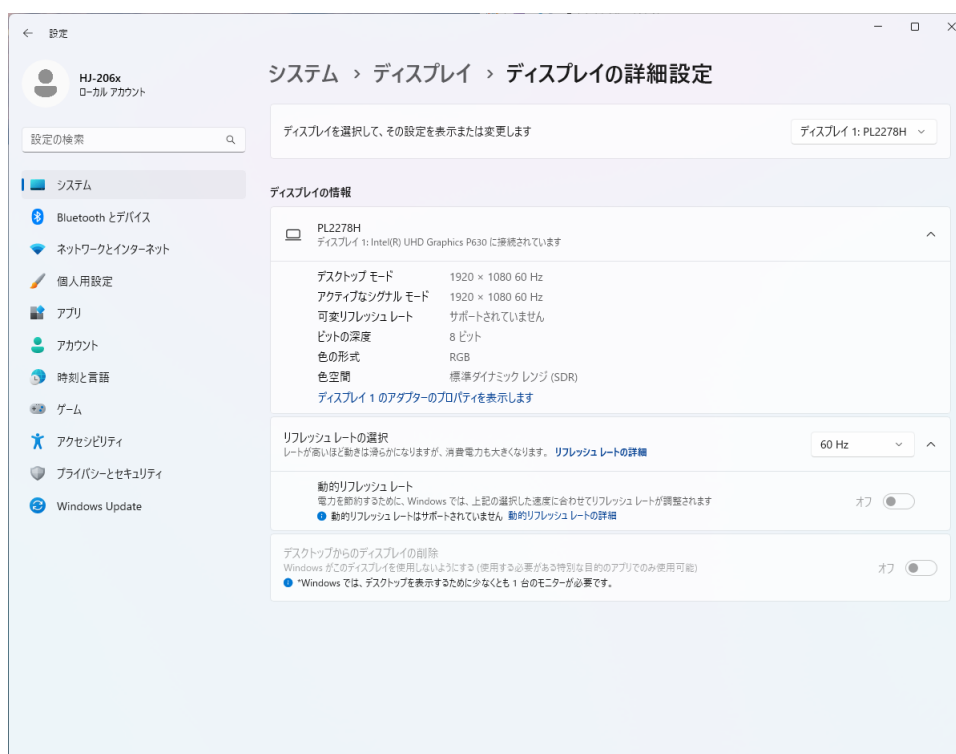 設定
HJ-206x
ローカル アカウント
設定の検索
システム
Bluetooth とデバイス
ネットワークとインターネット
個人用設定
アプリ
アカウント
時刻と言語
ゲーム
アクセシビリティ
プライバシーとセキュリティ
Windows Update
システム › ディスプレイ › ディスプレイの詳細設定
ディスプレイを選択して、その設定を表示または変更します
ディスプレイ 1: PL2278H
ディスプレイの情報
PL2278H
ディスプレイ 1: Intel(R) UHD Graphics P630 に接続されています
デスクトップ モード 1920 × 1080 60 Hz
アクティブなシグナル モード 1920 × 1080 60 Hz
可変リフレッシュ レート サポートされていません
ビットの深度 8 ビット
色の形式 RGB
色空間 標準ダイナミック レンジ (SDR)
ディスプレイ 1 のアダプターのプロパティを表示します
リフレッシュ レートの選択
レートが高いほど動きは滑らかになりますが、消費電力も大きくなります。 リフレッシュ レートの詳細
60 Hz
動的リフレッシュ レート
電力を節約するために、Windows では、上記の選択した速度に合わせてリフレッシュ レートが調整されます
動的リフレッシュ レートはサポートされていません 動的リフレッシュ レートの詳細
オフ
デスクトップからのディスプレイの削除
Windows がこのディスプレイを使用しないようにする (使用する必要がある特別な目的のアプリでのみ使用可能)
"Windows では、デスクトップを表示するために少なくとも 1 台のモニターが必要です。
オフ